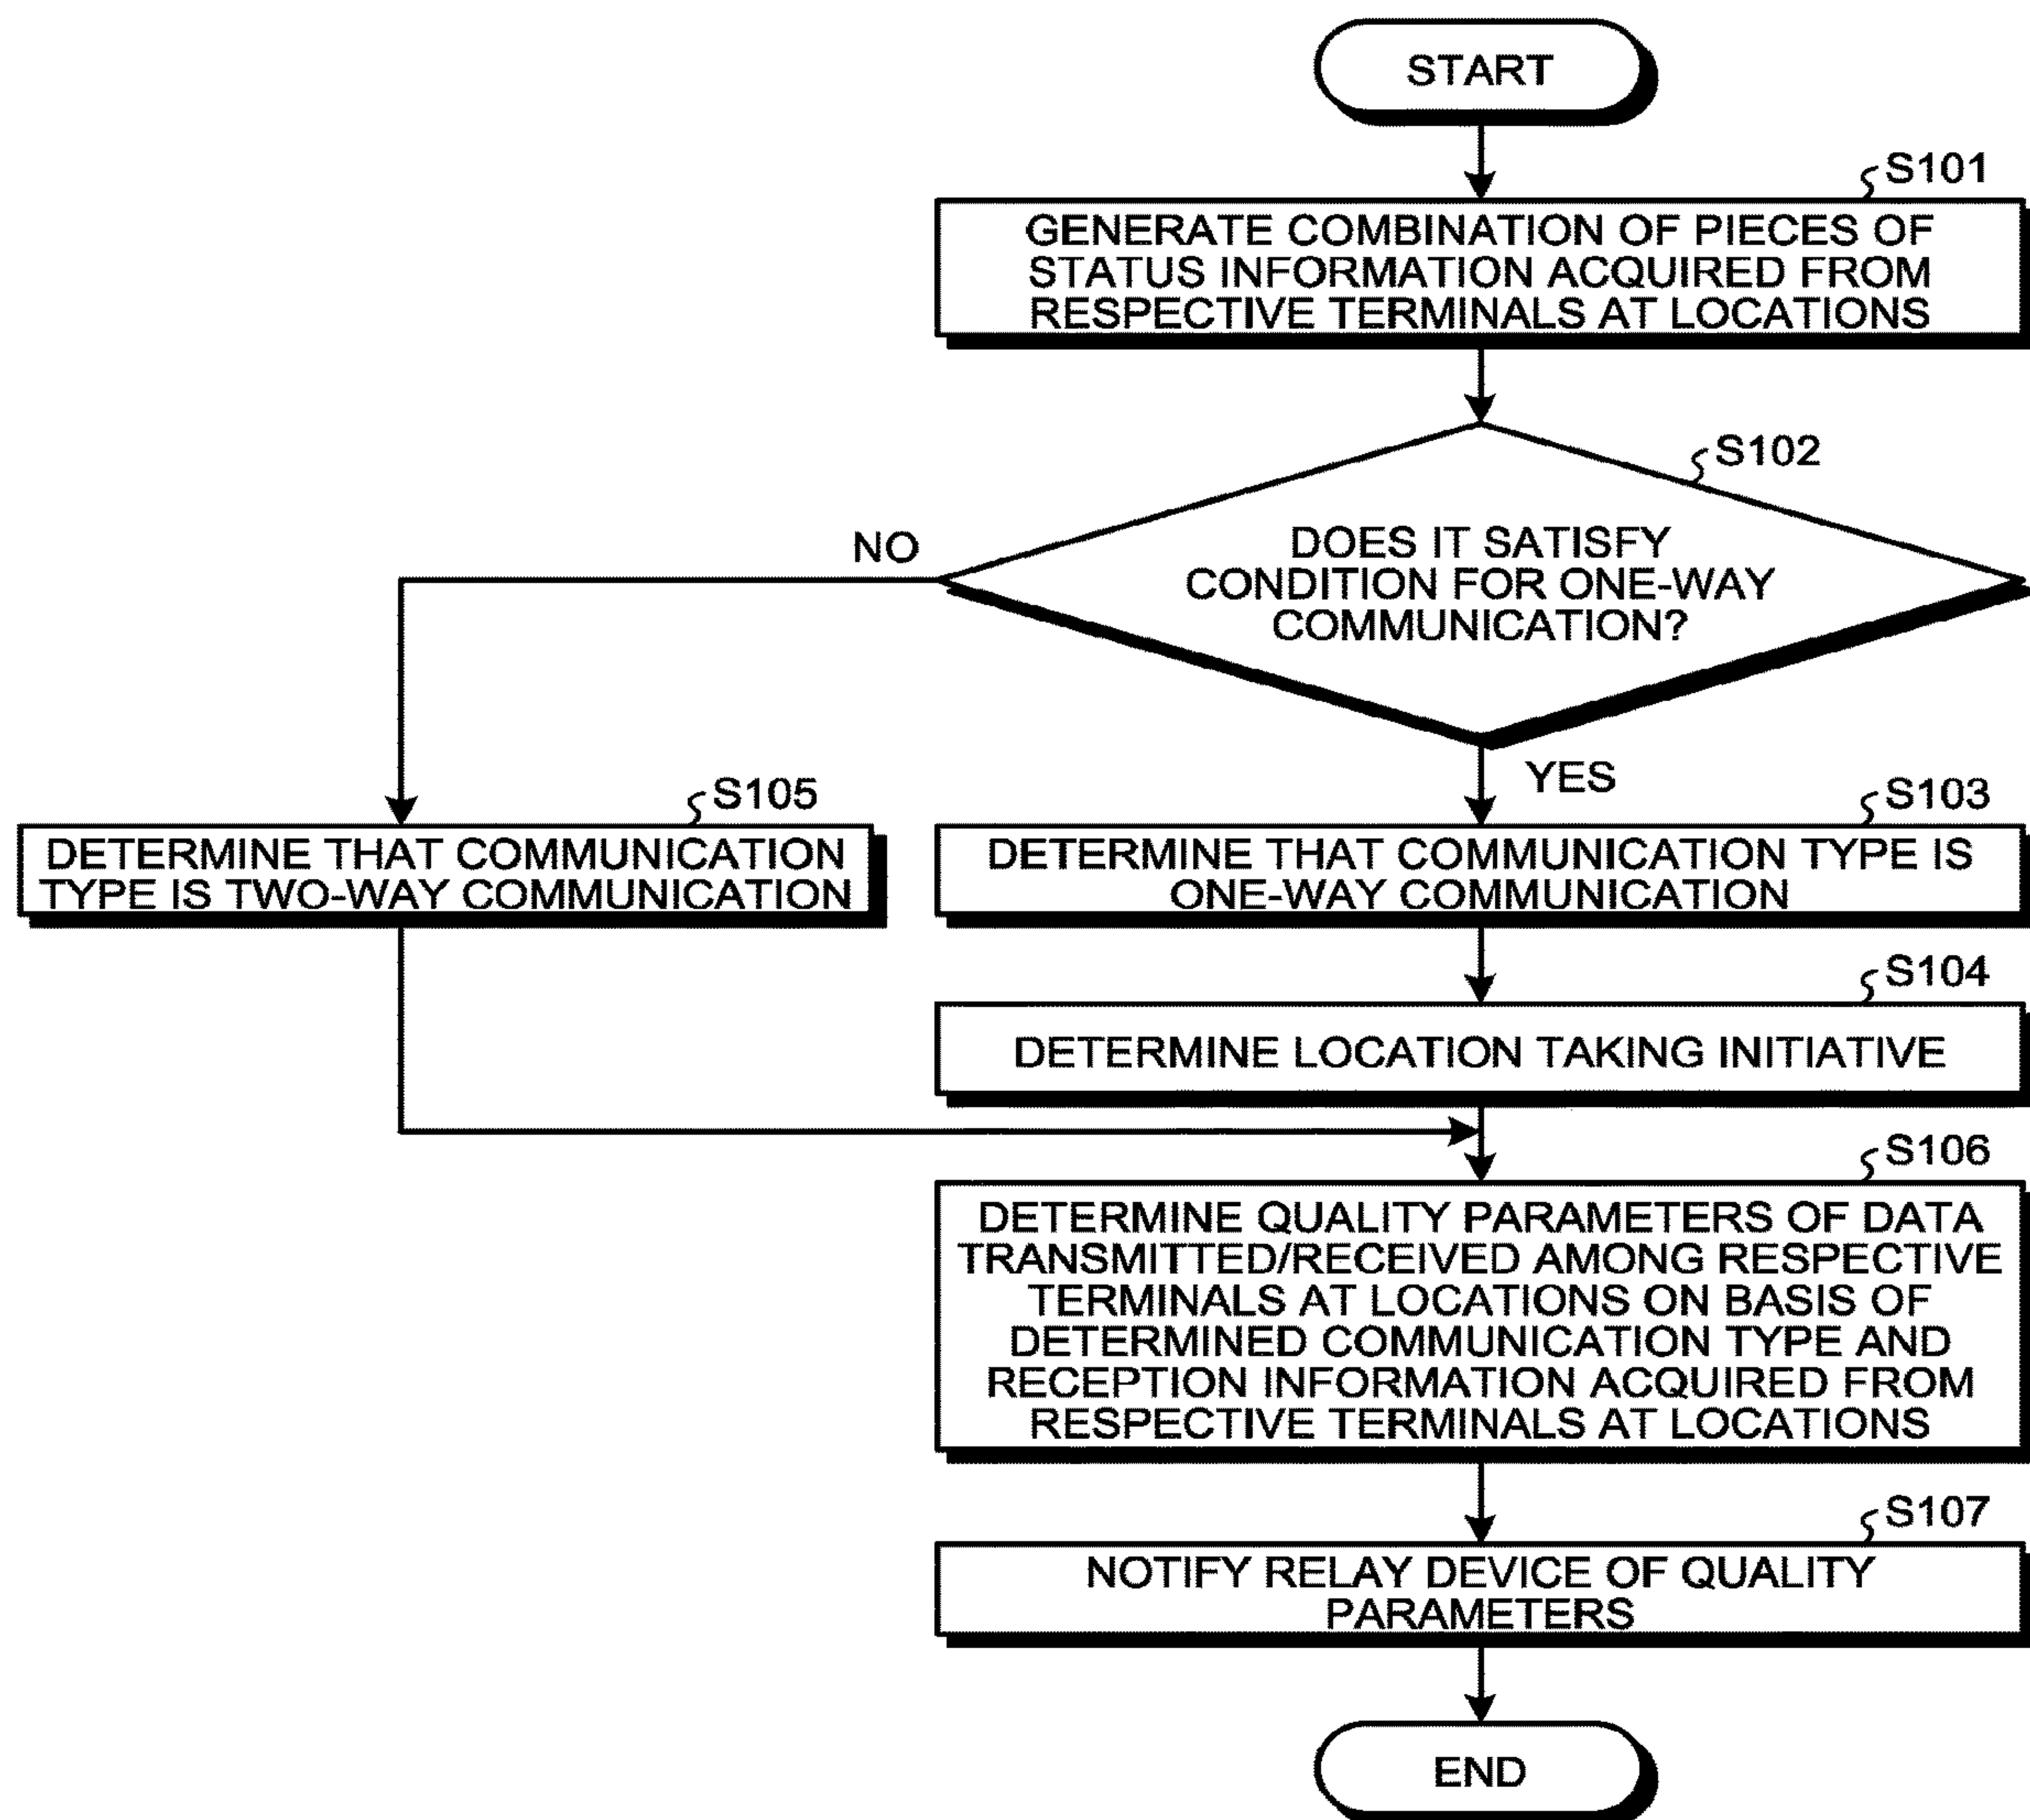 START
S101
GENERATE COMBINATION OF PIECES OF
STATUS INFORMATION ACQUIRED FROM
RESPECTIVE TERMINALS AT LOCATIONS
S102
NO
DOES IT SATISFY
CONDITION FOR ONE-WAY
COMMUNICATION?
YES
S105
DETERMINE THAT COMMUNICATION
TYPE IS TWO-WAY COMMUNICATION
S103
DETERMINE THAT COMMUNICATION TYPE IS
ONE-WAY COMMUNICATION
S104
DETERMINE LOCATION TAKING INITIATIVE
S106
DETERMINE QUALITY PARAMETERS OF DATA
TRANSMITTED/RECEIVED AMONG RESPECTIVE
TERMINALS AT LOCATIONS ON BASIS OF
DETERMINED COMMUNICATION TYPE AND
RECEPTION INFORMATION ACQUIRED FROM
RESPECTIVE TERMINALS AT LOCATIONS
S107
NOTIFY RELAY DEVICE OF QUALITY
PARAMETERS
END